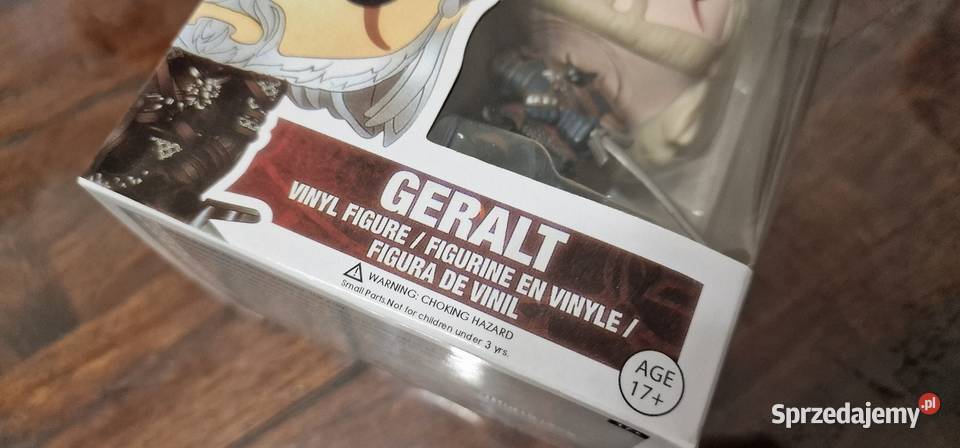 GERALT
VINYL FIGURE / FIGURINE EN VINYLE /
FIGURA DE VINIL
WARNING: CHOKING HAZARD
Small Parts.Not for children under 3 yrs.
AGE
17+
Sprzedajemy.pl